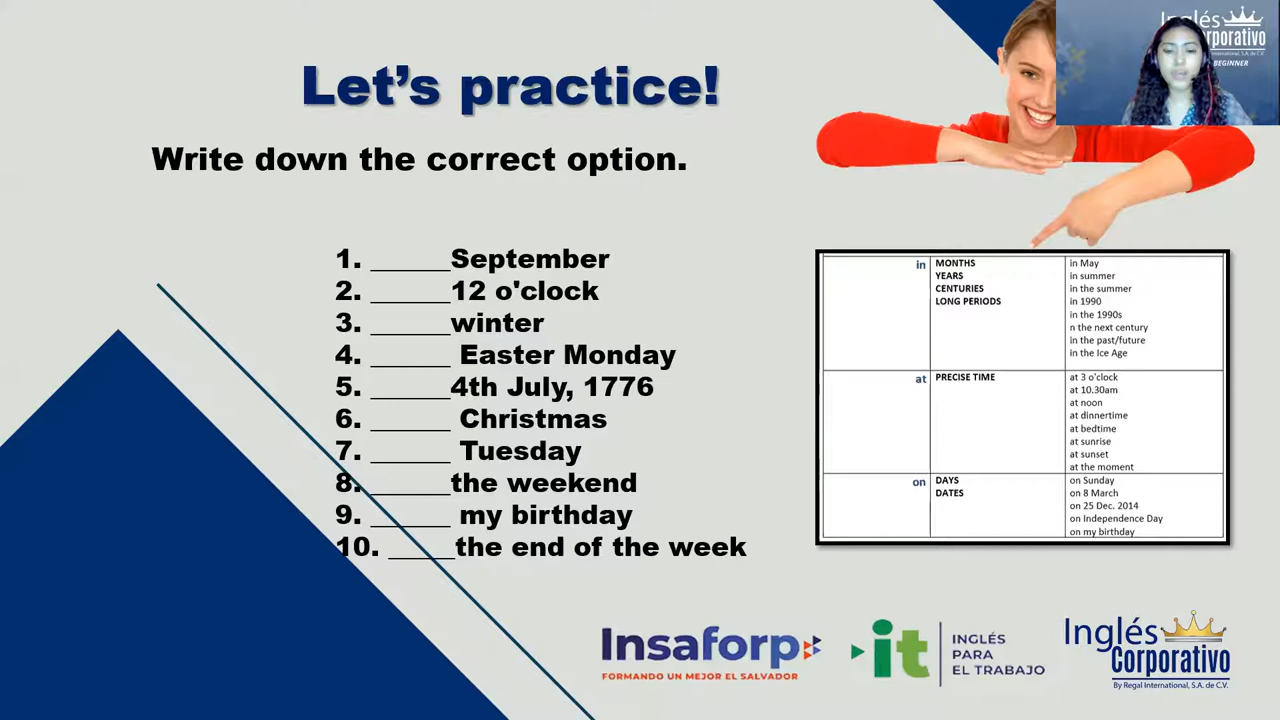 Let's practice!
Write down the correct option.
1. ______September
2. ______12 o'clock
3. ______winter
4. ______ Easter Monday
5. ______4th July, 1776
6. ______ Christmas
7. ______ Tuesday
8. ______the weekend
9. ______ my birthday
10. _____the end of the week
in
MONTHS
YEARS
CENTURIES
LONG PERIODS
in May
in summer
in the summer
in 1990
in the 1990s
n the next century
in the past/future
in the Ice Age
at
PRECISE TIME
at 3 o'clock
at 10.30am
at noon
at dinnertime
at bedtime
at sunrise
at sunset
at the moment
on
DAYS
DATES
on Sunday
on 8 March
on 25 Dec. 2014
on Independence Day
on my birthday
Insaforp
FORMANDO UN MEJOR EL SALVADOR
it
INGLÉS
PARA
EL TRABAJO
Inglés
Corporativo
By Regal International, S.A. de C.V.
Inglés
orporativo
International, S.A. de C.V.
BEGINNER